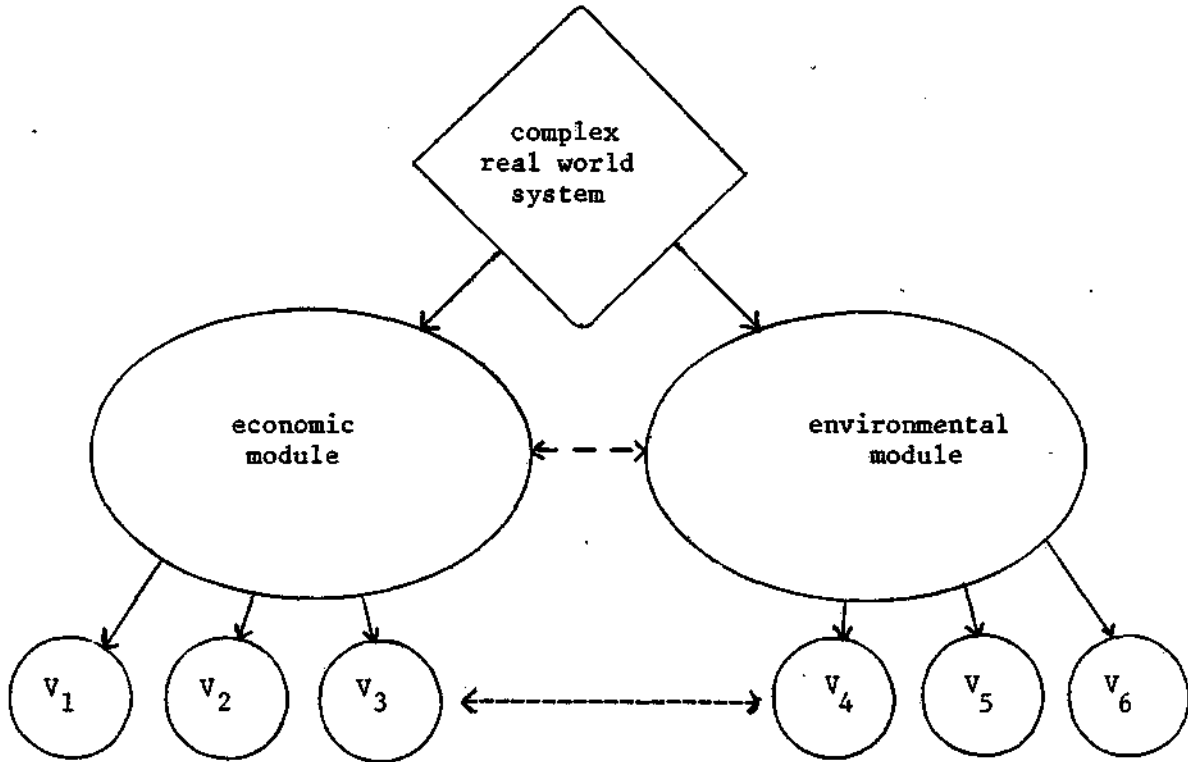 complex
real world
system
economic
module
environmental
module
V1
V2
V3
V4
V5
V6